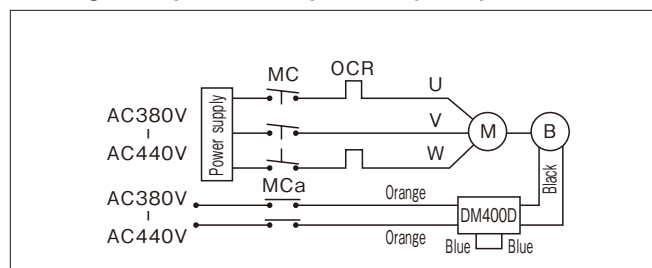 MC
OCR
U
V
W
M
B
AC380V
AC440V
Power supply
MCa
AC380V
AC440V
Orange
Orange
DM400D
Black
Blue
Blue